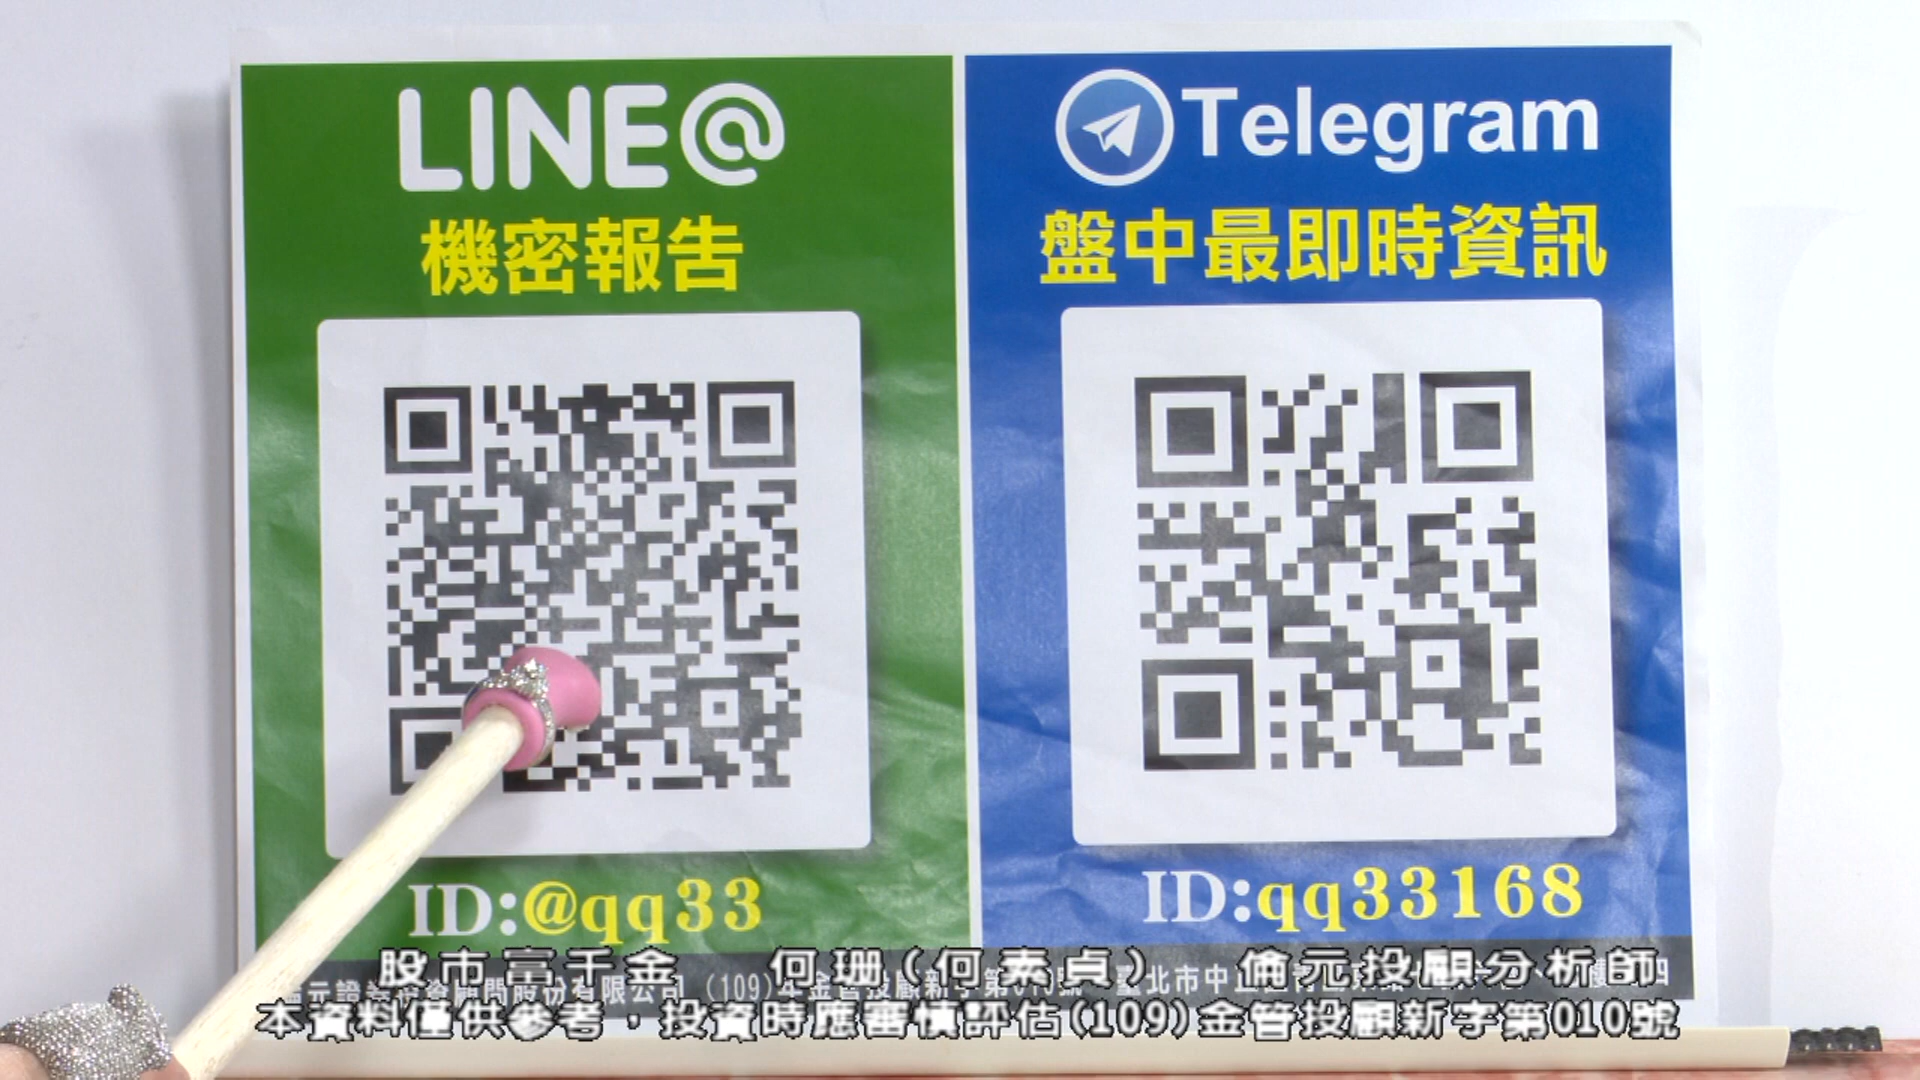 LINE@
機密報告
ID:@qq33
Telegram
盤中最即時資訊
ID:qq33168
股市富千金 何珊(何素貞) 倫元投顧分析師
本資料僅供參考，投資時應審慎評估(109)金管投顧新字第010號